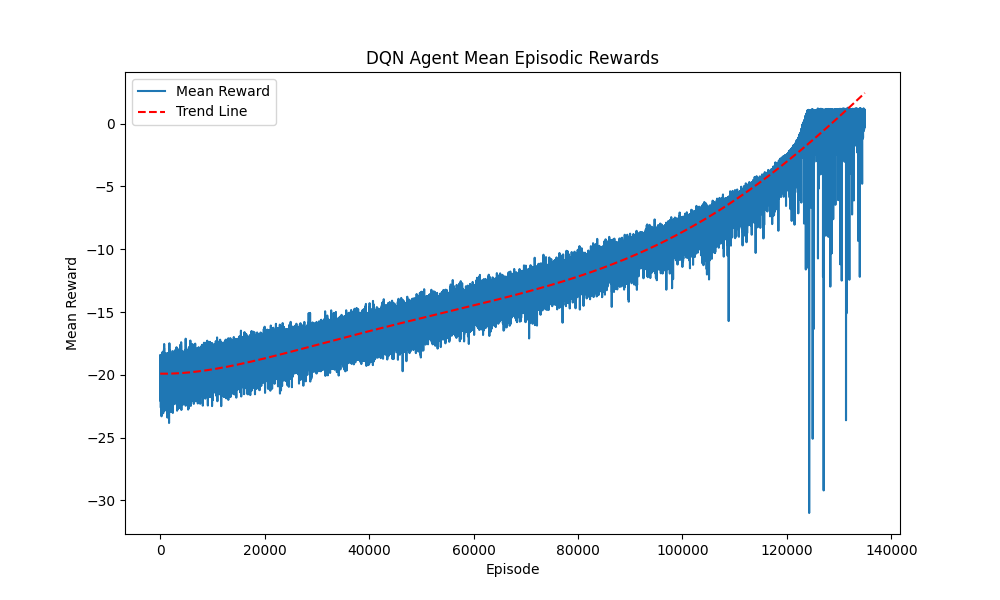 DQN Agent Mean Episodic Rewards
Mean Reward
Trend Line
0
−5
−10
−15
−20
−25
−30
Mean Reward
0 20000 40000 60000 80000 100000 120000 140000
Episode